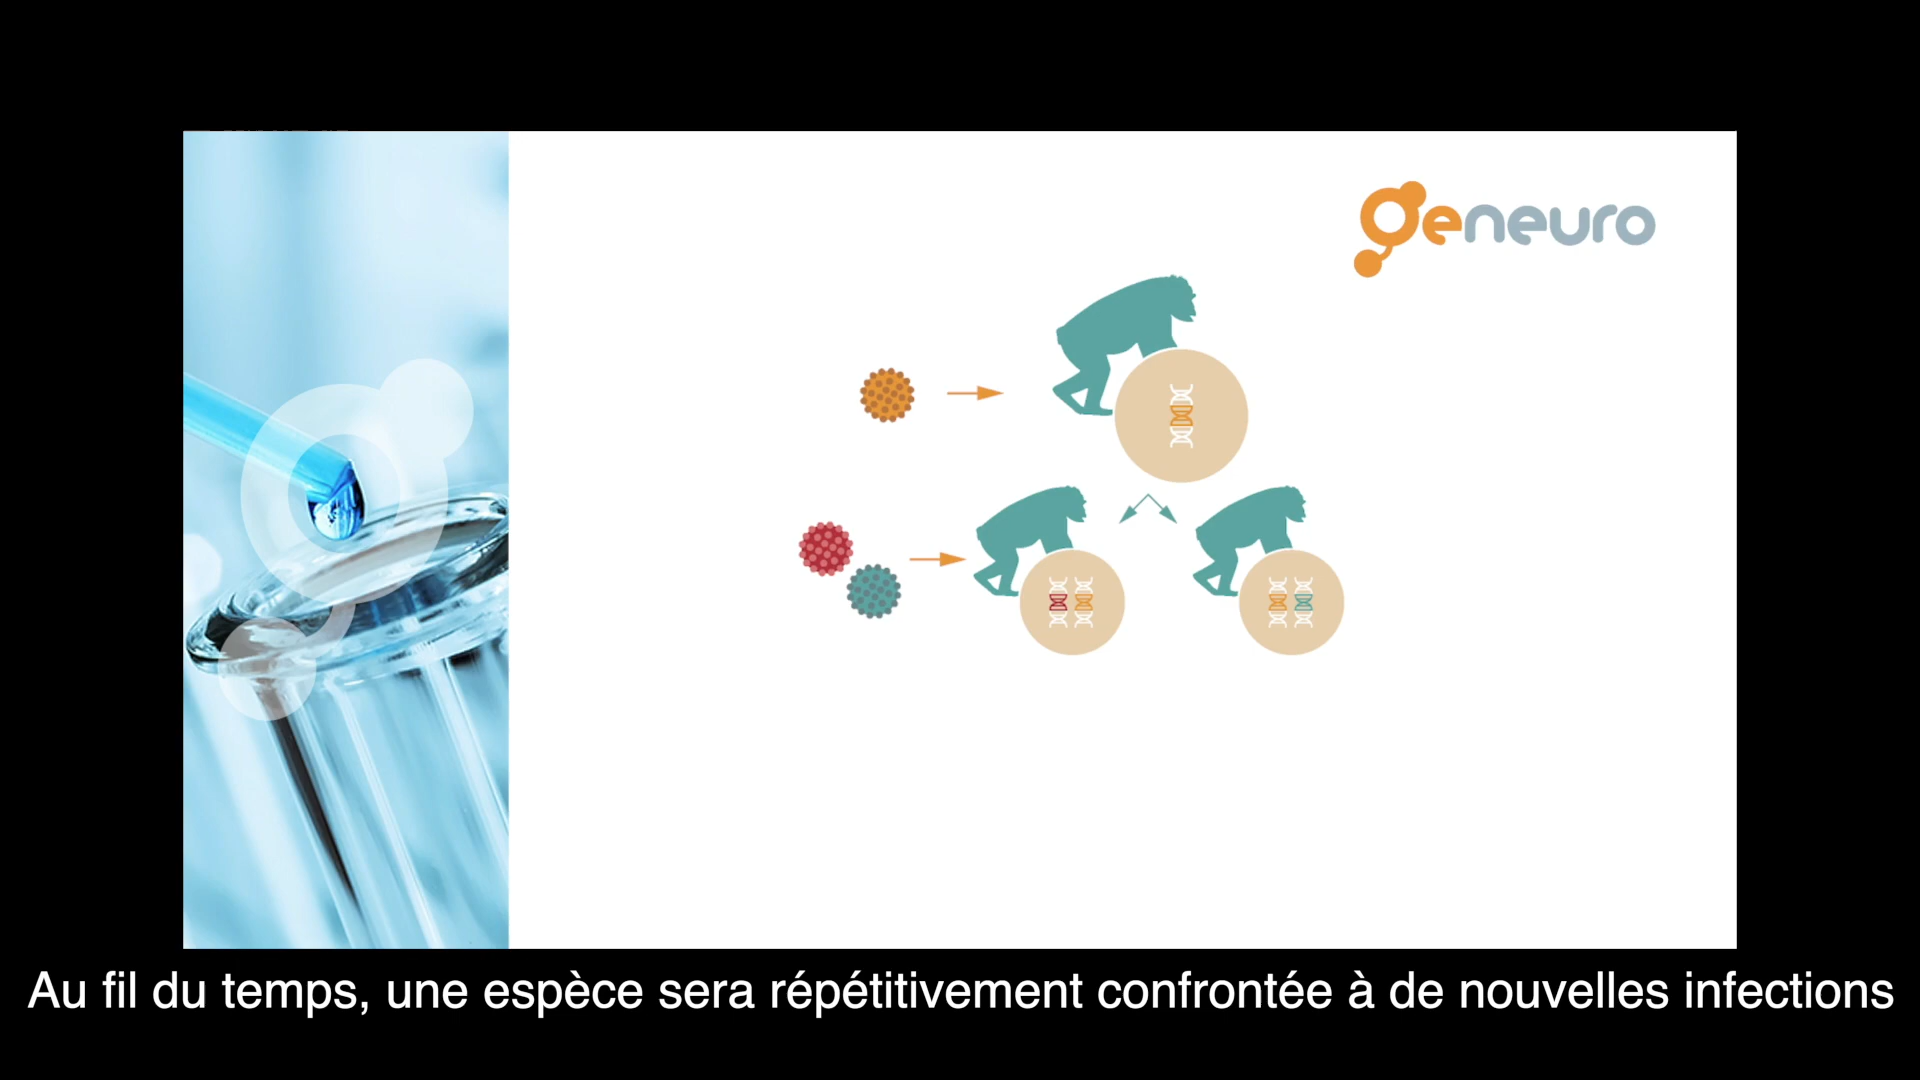 geneuro
Au fil du temps, une espèce sera répétitivement confrontée à de nouvelles infections